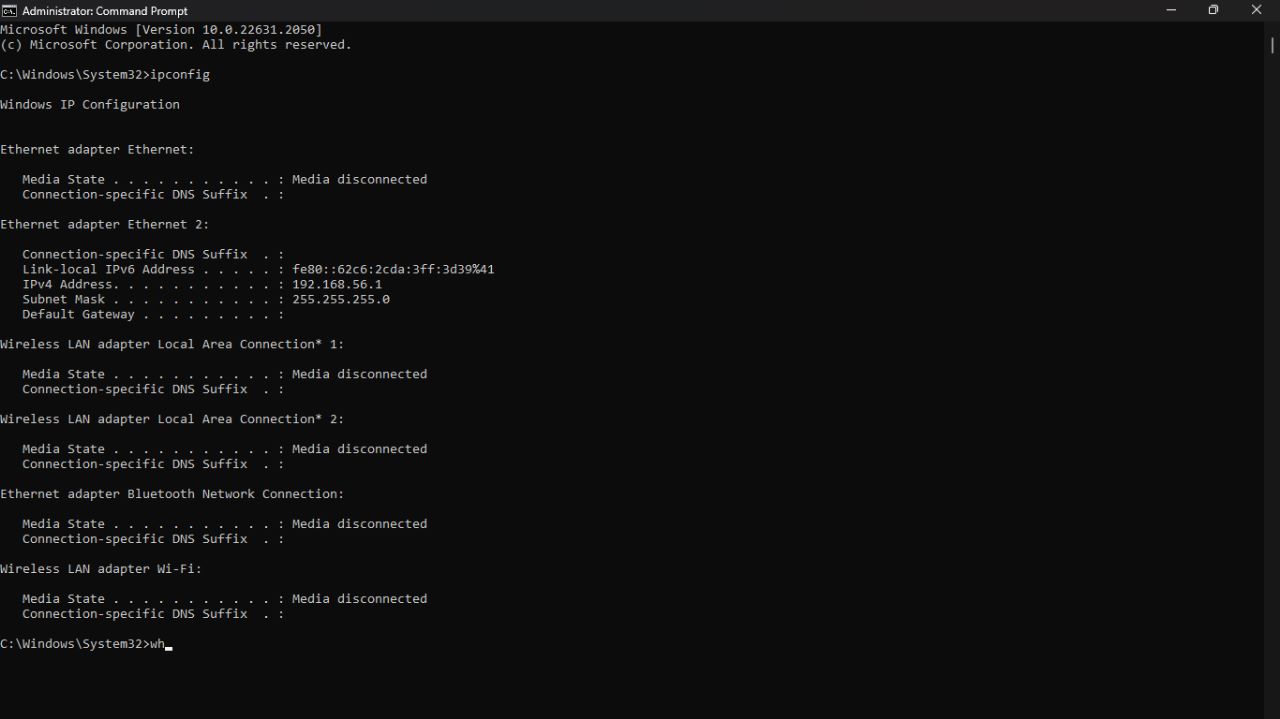 Administrator: Command Prompt
Microsoft Windows [Version 10.0.22631.2050]
(c) Microsoft Corporation. All rights reserved.
C:\Windows\System32>ipconfig
Windows IP Configuration
Ethernet adapter Ethernet:
   Media State . . . . . . . . . . . : Media disconnected
   Connection-specific DNS Suffix  . :
Ethernet adapter Ethernet 2:
   Connection-specific DNS Suffix  . :
   Link-local IPv6 Address . . . . . : fe80::62c6:2cda:3ff:3d39%41
   IPv4 Address. . . . . . . . . . . : 192.168.56.1
   Subnet Mask . . . . . . . . . . . : 255.255.255.0
   Default Gateway . . . . . . . . . :
Wireless LAN adapter Local Area Connection* 1:
   Media State . . . . . . . . . . . : Media disconnected
   Connection-specific DNS Suffix  . :
Wireless LAN adapter Local Area Connection* 2:
   Media State . . . . . . . . . . . : Media disconnected
   Connection-specific DNS Suffix  . :
Ethernet adapter Bluetooth Network Connection:
   Media State . . . . . . . . . . . : Media disconnected
   Connection-specific DNS Suffix  . :
Wireless LAN adapter Wi-Fi:
   Media State . . . . . . . . . . . : Media disconnected
   Connection-specific DNS Suffix  . :
C:\Windows\System32>wh